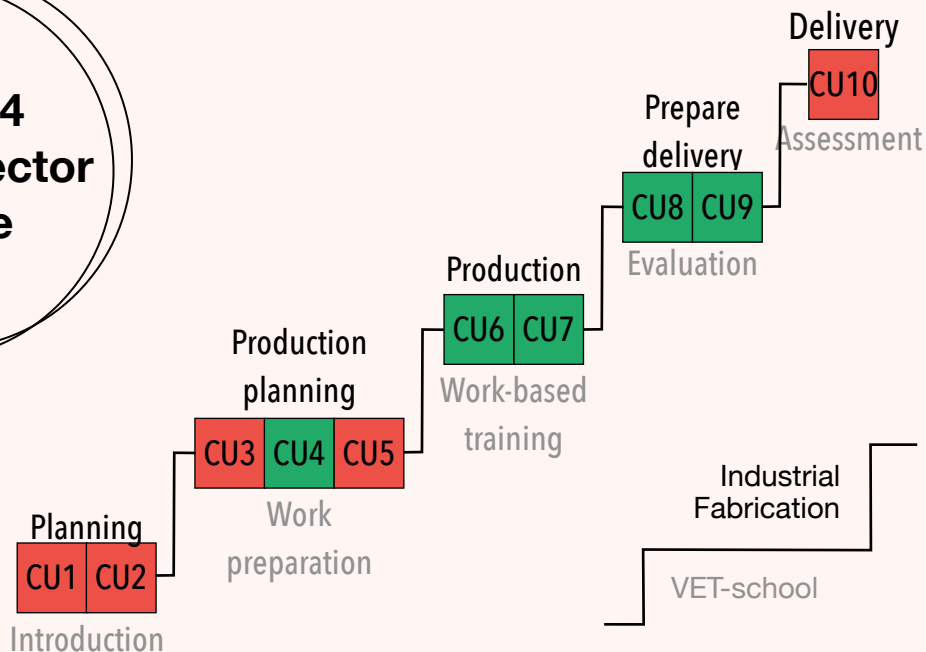 4
ector
e
Delivery
CU10
Assessment
Prepare
delivery
CU8 CU9
Evaluation
Production
CU6 CU7
Work-based
training
Production
planning
CU3 CU4 CU5
Work
preparation
Planning
CU1 CU2
Introduction
Industrial
Fabrication
VET-school